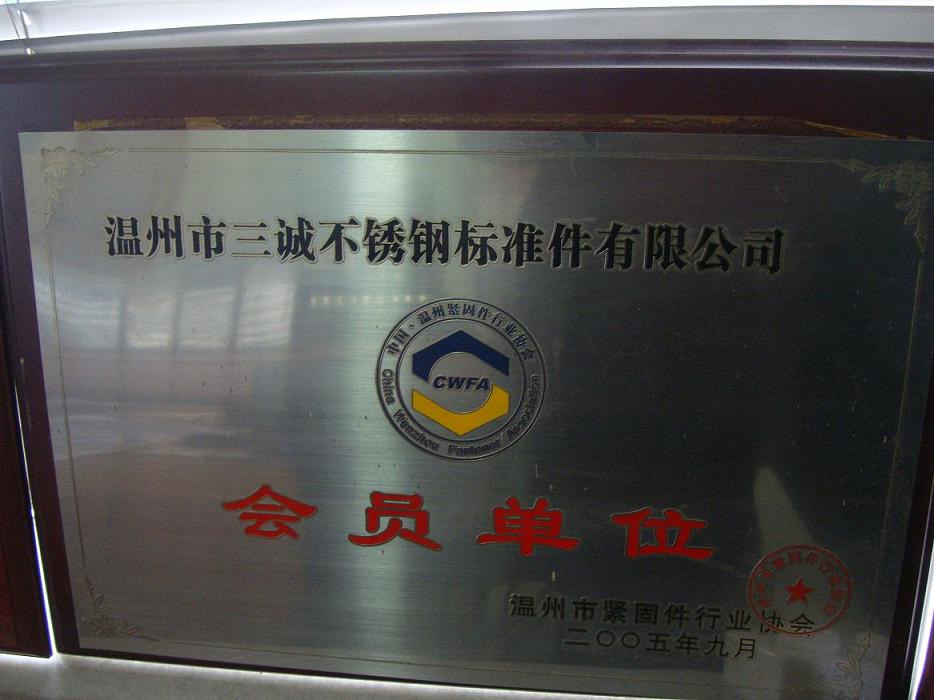 温州市三诚不锈钢标准件有限公司
中国·温州紧固件行业协会
CWFA
China Wenzhou Fastener Association
会员单位
温州市紧固件行业协会
二〇〇五年九月